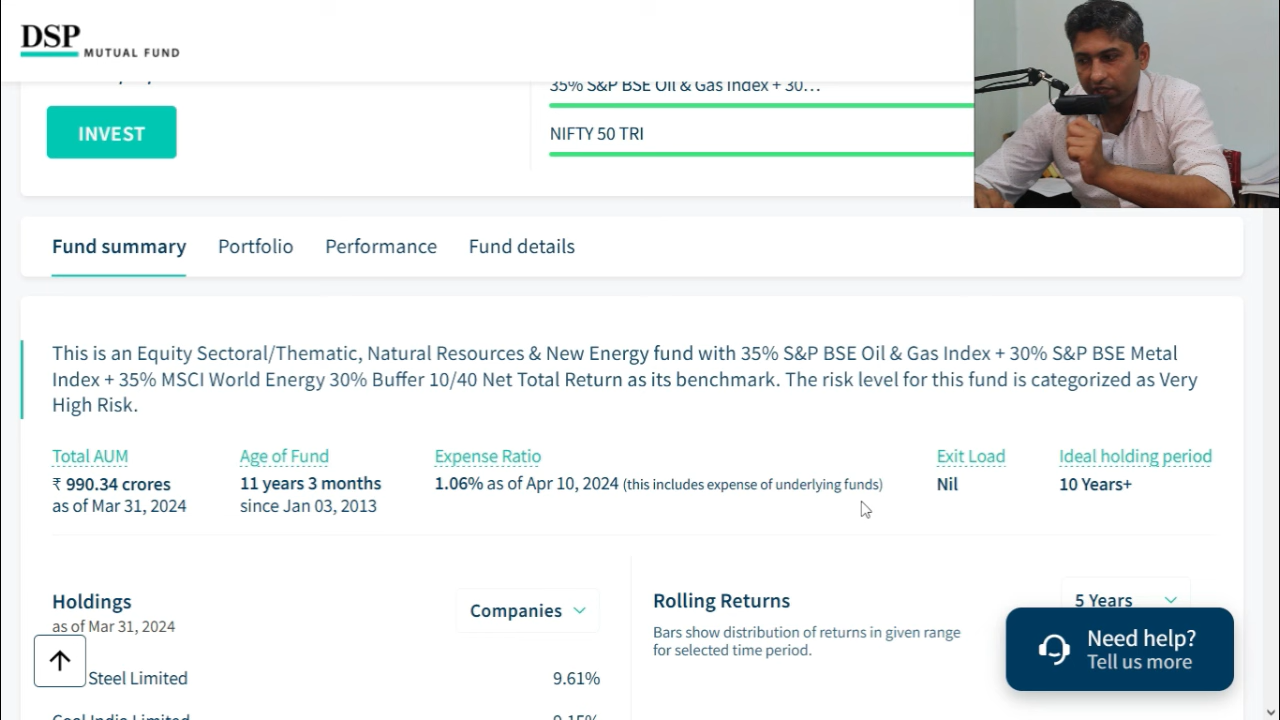 DSP
MUTUAL FUND
35% S&P BSE Oil & Gas Index + 30…
INVEST
NIFTY 50 TRI
Fund summary Portfolio Performance Fund details
This is an Equity Sectoral/Thematic, Natural Resources & New Energy fund with 35% S&P BSE Oil & Gas Index + 30% S&P BSE Metal
Index + 35% MSCI World Energy 30% Buffer 10/40 Net Total Return as its benchmark. The risk level for this fund is categorized as Very
High Risk.
Total AUM Age of Fund Expense Ratio Exit Load Ideal holding period
₹ 990.34 crores 11 years 3 months 1.06% as of Apr 10, 2024 (this includes expense of underlying funds) Nil 10 Years+
as of Mar 31, 2024 since Jan 03, 2013
Holdings Companies
as of Mar 31, 2024
Steel Limited 9.61%
Coal India Limited 9.15%
Rolling Returns 5 Years
Bars show distribution of returns in given range
for selected time period.
Need help?
Tell us more